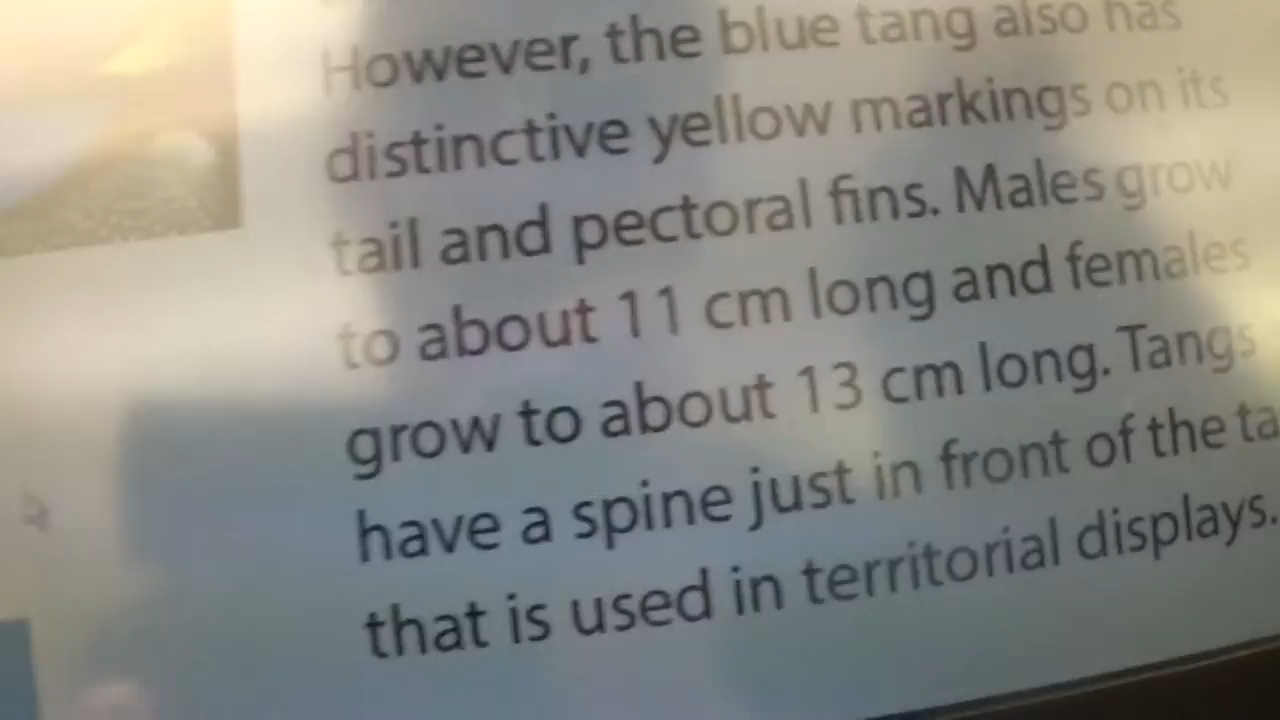 However, the blue tang also has
distinctive yellow markings on its
tail and pectoral fins. Males grow
to about 11 cm long and females
grow to about 13 cm long. Tangs
have a spine just in front of the ta
that is used in territorial displays.